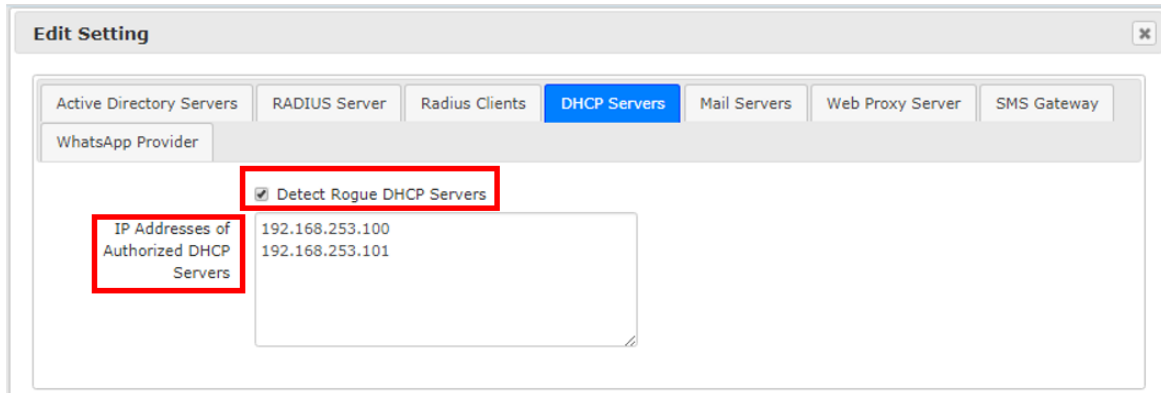 Edit Setting
Active Directory Servers RADIUS Server Radius Clients DHCP Servers Mail Servers Web Proxy Server SMS Gateway
WhatsApp Provider
Detect Rogue DHCP Servers
IP Addresses of
Authorized DHCP
Servers
192.168.253.100
192.168.253.101